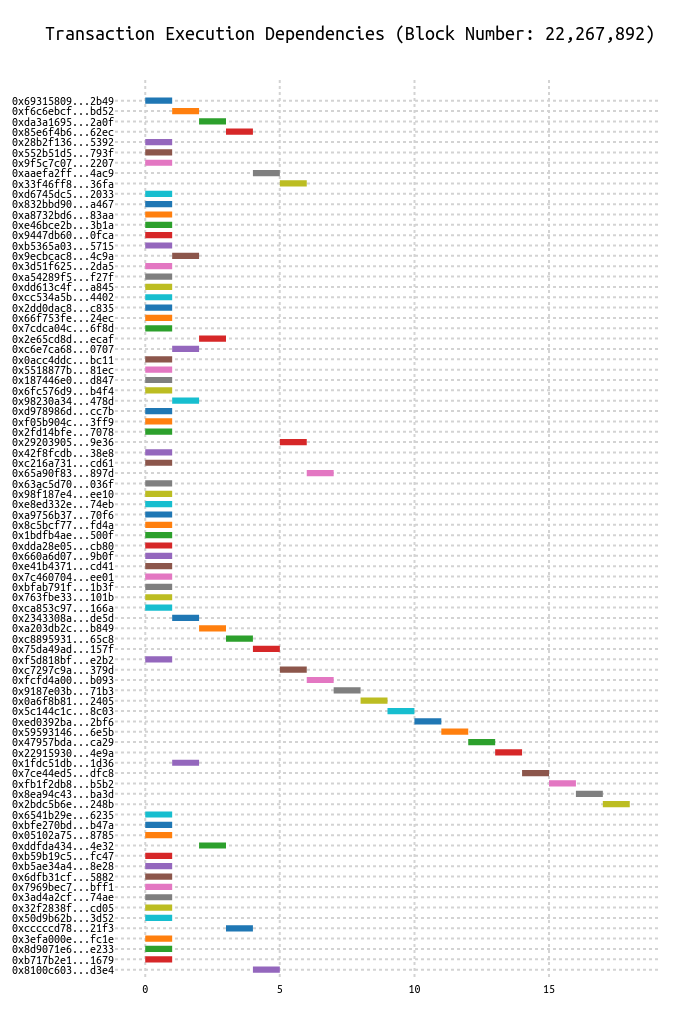 Transaction Execution Dependencies (Block Number: 22,267,892)
0x69315809...2b49
0xf6c6ebcf...bd52
0xda3a1695...2a0f
0x85e6f4b6...62ec
0x28b2f136...5392
0x552b51d5...793f
0x9f5c7c07...2207
0xaaefa2ff...4ac9
0x33f46ff8...36fa
0xd6745dc5...2033
0x832bbd90...a467
0xa8732bd6...83aa
0xe46bce2b...3b1a
0x9447db60...0fca
0xb5365a03...5715
0x9ecbcac8...4c9a
0x3d51f625...2da5
0xa54289f5...f27f
0xdd613c4f...a845
0xcc534a5b...4402
0x2dd0dac8...c835
0x66f753fe...24ec
0x7cdca04c...6f8d
0x2e65cd8d...ecaf
0xc6e7ca68...0707
0x0acc4ddc...bc11
0x5518877b...81ec
0x187446e0...d847
0x6fc576d9...b4f4
0x98230a34...478d
0xd978986d...cc7b
0xf05b904c...3ff9
0x2fd14bfe...7078
0x29203905...9e36
0x42f8fcdb...38e8
0xc216a731...cd61
0x65a90f83...897d
0x63ac5d70...036f
0x98f187e4...ee10
0xe8ed332e...74eb
0xa9756b37...70f6
0x8c5bcf77...fd4a
0x1bdfb4ae...500f
0xdda28e05...cb80
0x660a6d07...9b0f
0xe41b4371...cd41
0x7c460704...ee01
0xbfab791f...1b3f
0x763fbe33...101b
0xca853c97...166a
0x2343308a...de5d
0xa203db2c...b849
0xc8895931...65c8
0x75da49ad...157f
0xf5d818bf...e2b2
0xc7297c9a...379d
0xfcfd4a00...b093
0x9187e03b...71b3
0x0a6f8b81...2405
0x5c144c1c...8c03
0xed0392ba...2bf6
0x59593146...6e5b
0x47957bda...ca29
0x22915930...4e9a
0x1fdc51db...1d36
0x7ce44ed5...dfc8
0xfb1f2db8...b5b2
0x8ea94c43...ba3d
0x2bdc5b6e...248b
0x6541b29e...6235
0xbfe270bd...b47a
0x05102a75...8785
0xddfda434...4e32
0xb59b19c5...fc47
0xb5ae34a4...8e28
0x6dfb31cf...5882
0x7969bec7...bff1
0x3ad4a2cf...74ae
0x32f2838f...cd05
0x50d9b62b...3d52
0xcccccd78...21f3
0x3efa000e...fc1e
0x8d9071e6...e233
0xb717b2e1...1679
0x8100c603...d3e4
0 5 10 15